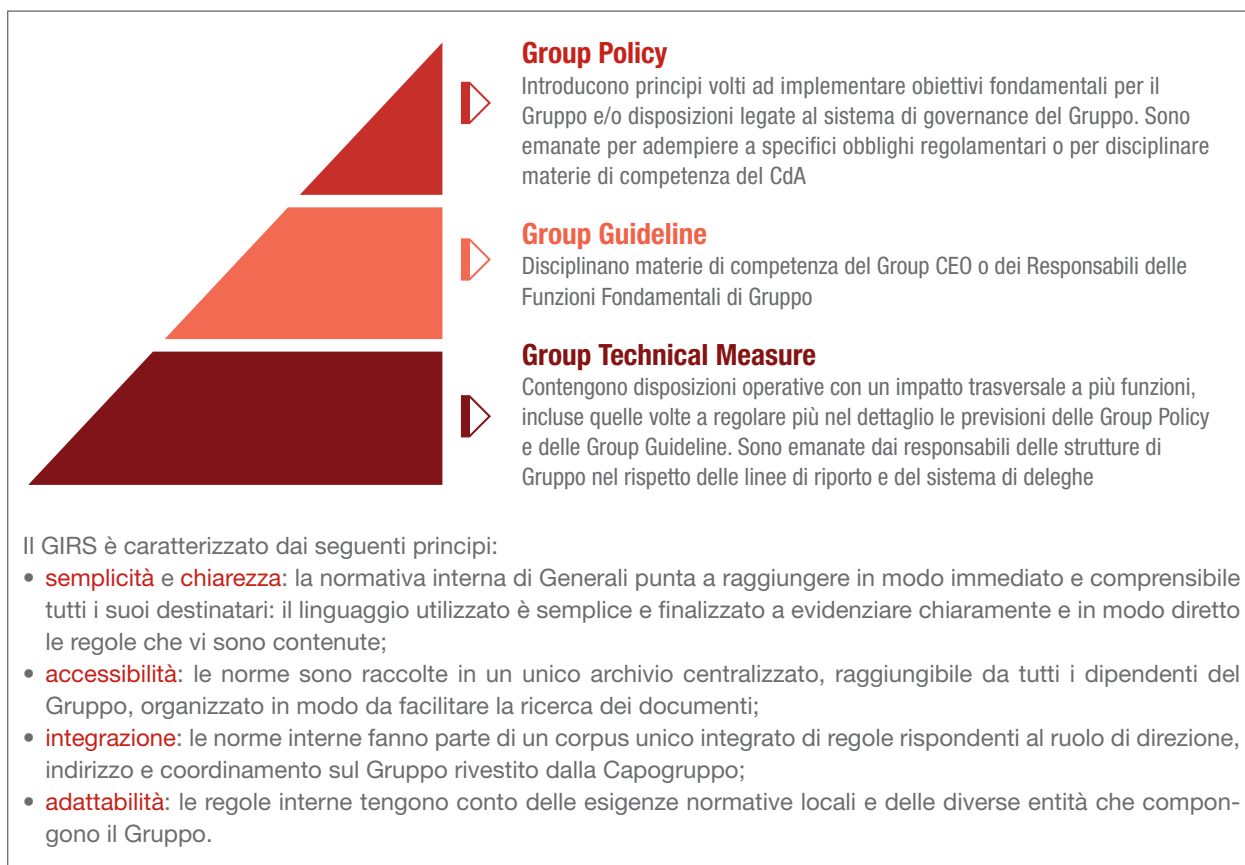 Group Policy
Introducono principi volti ad implementare obiettivi fondamentali per il
Gruppo e/o disposizioni legate al sistema di governance del Gruppo. Sono
emanate per adempiere a specifici obblighi regolamentari o per disciplinare
materie di competenza del CdA
Group Guideline
Disciplinano materie di competenza del Group CEO o dei Responsabili delle
Funzioni Fondamentali di Gruppo
Group Technical Measure
Contengono disposizioni operative con un impatto trasversale a più funzioni,
incluse quelle volte a regolare più nel dettaglio le previsioni delle Group Policy
e delle Group Guideline. Sono emanate dai responsabili delle strutture di
Gruppo nel rispetto delle linee di riporto e del sistema di deleghe
Il GIRS è caratterizzato dai seguenti principi:
• semplicità e chiarezza: la normativa interna di Generali punta a raggiungere in modo immediato e comprensibile
tutti i suoi destinatari: il linguaggio utilizzato è semplice e finalizzato a evidenziare chiaramente e in modo diretto
le regole che vi sono contenute;
• accessibilità: le norme sono raccolte in un unico archivio centralizzato, raggiungibile da tutti i dipendenti del
Gruppo, organizzato in modo da facilitare la ricerca dei documenti;
• integrazione: le norme interne fanno parte di un corpus unico integrato di regole rispondenti al ruolo di direzione,
indirizzo e coordinamento sul Gruppo rivestito dalla Capogruppo;
• adattabilità: le regole interne tengono conto delle esigenze normative locali e delle diverse entità che compon-
gono il Gruppo.